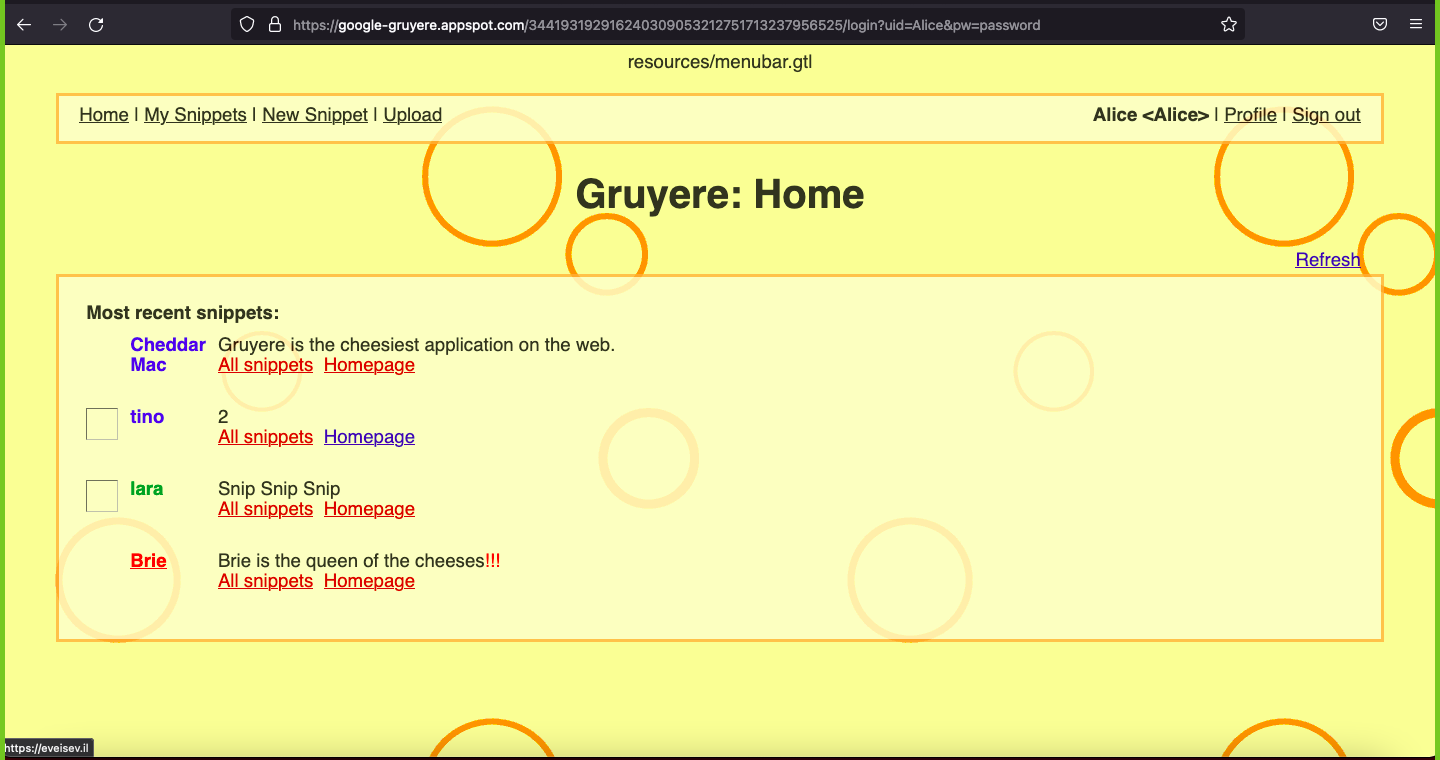 https://google-gruyere.appspot.com/344193192916240309053212751713237956525/login?uid=Alice&pw=password
resources/menubar.gtl
Home | My Snippets | New Snippet | Upload
Alice <Alice> | Profile | Sign out
Gruyere: Home
Refresh
Most recent snippets:
Cheddar Mac
Gruyere is the cheesiest application on the web.
All snippets Homepage
tino
2
All snippets Homepage
lara
Snip Snip Snip
All snippets Homepage
Brie
Brie is the queen of the cheeses!!!
All snippets Homepage
https://eveisev.il